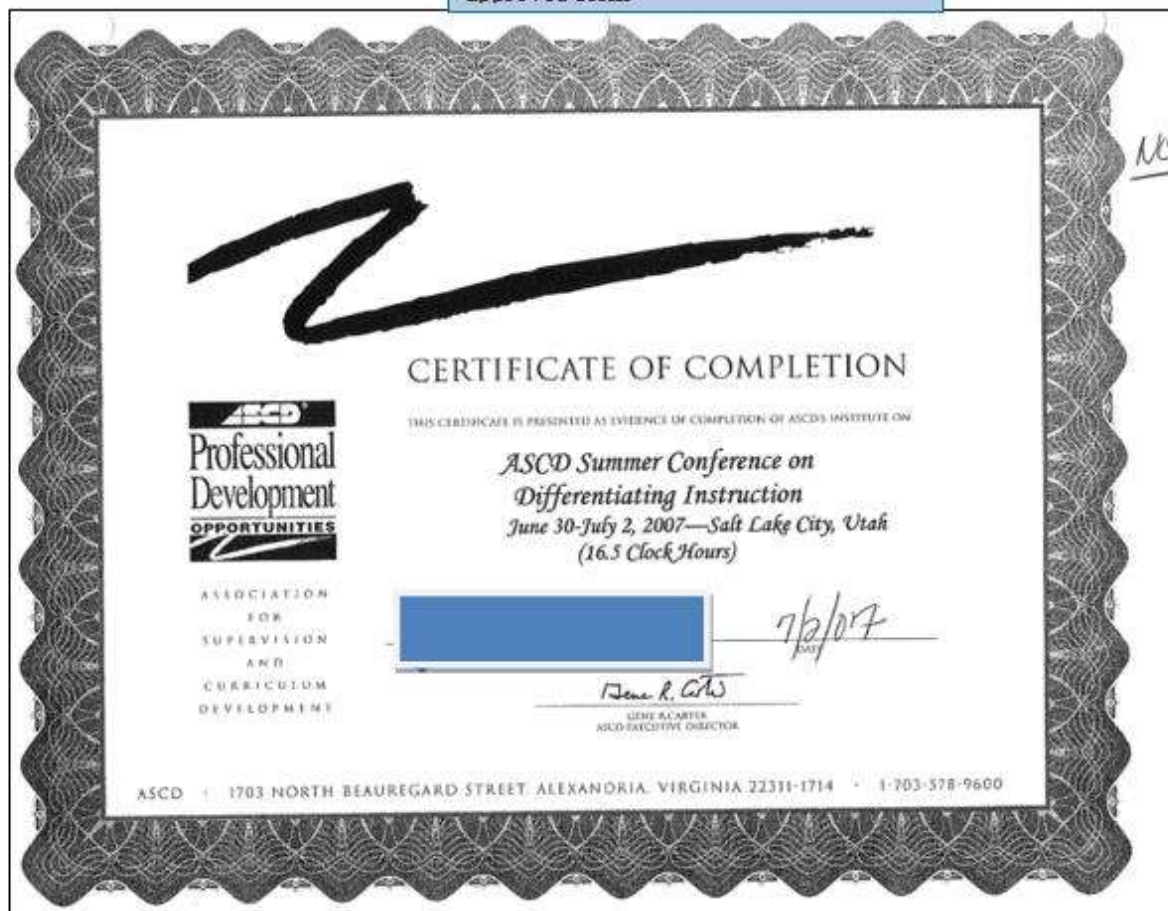 NO
CERTIFICATE OF COMPLETION
THIS CERTIFICATE IS PRESENTED AS EVIDENCE OF COMPLETION OF ASCD'S INSTITUTE ON
ASCD Summer Conference on
Differentiating Instruction
June 30-July 2, 2007—Salt Lake City, Utah
(16.5 Clock Hours)
ASCD
Professional
Development
OPPORTUNITIES
ASSOCIATION
FOR
SUPERVISION
AND
CURRICULUM
DEVELOPMENT
7/2/07
DATE
Gene R. Carter
GENE R.CARTER
ASCD EXECUTIVE DIRECTOR
ASCD · 1703 NORTH BEAUREGARD STREET, ALEXANDRIA, VIRGINIA 22311-1714 · 1-703-578-9600